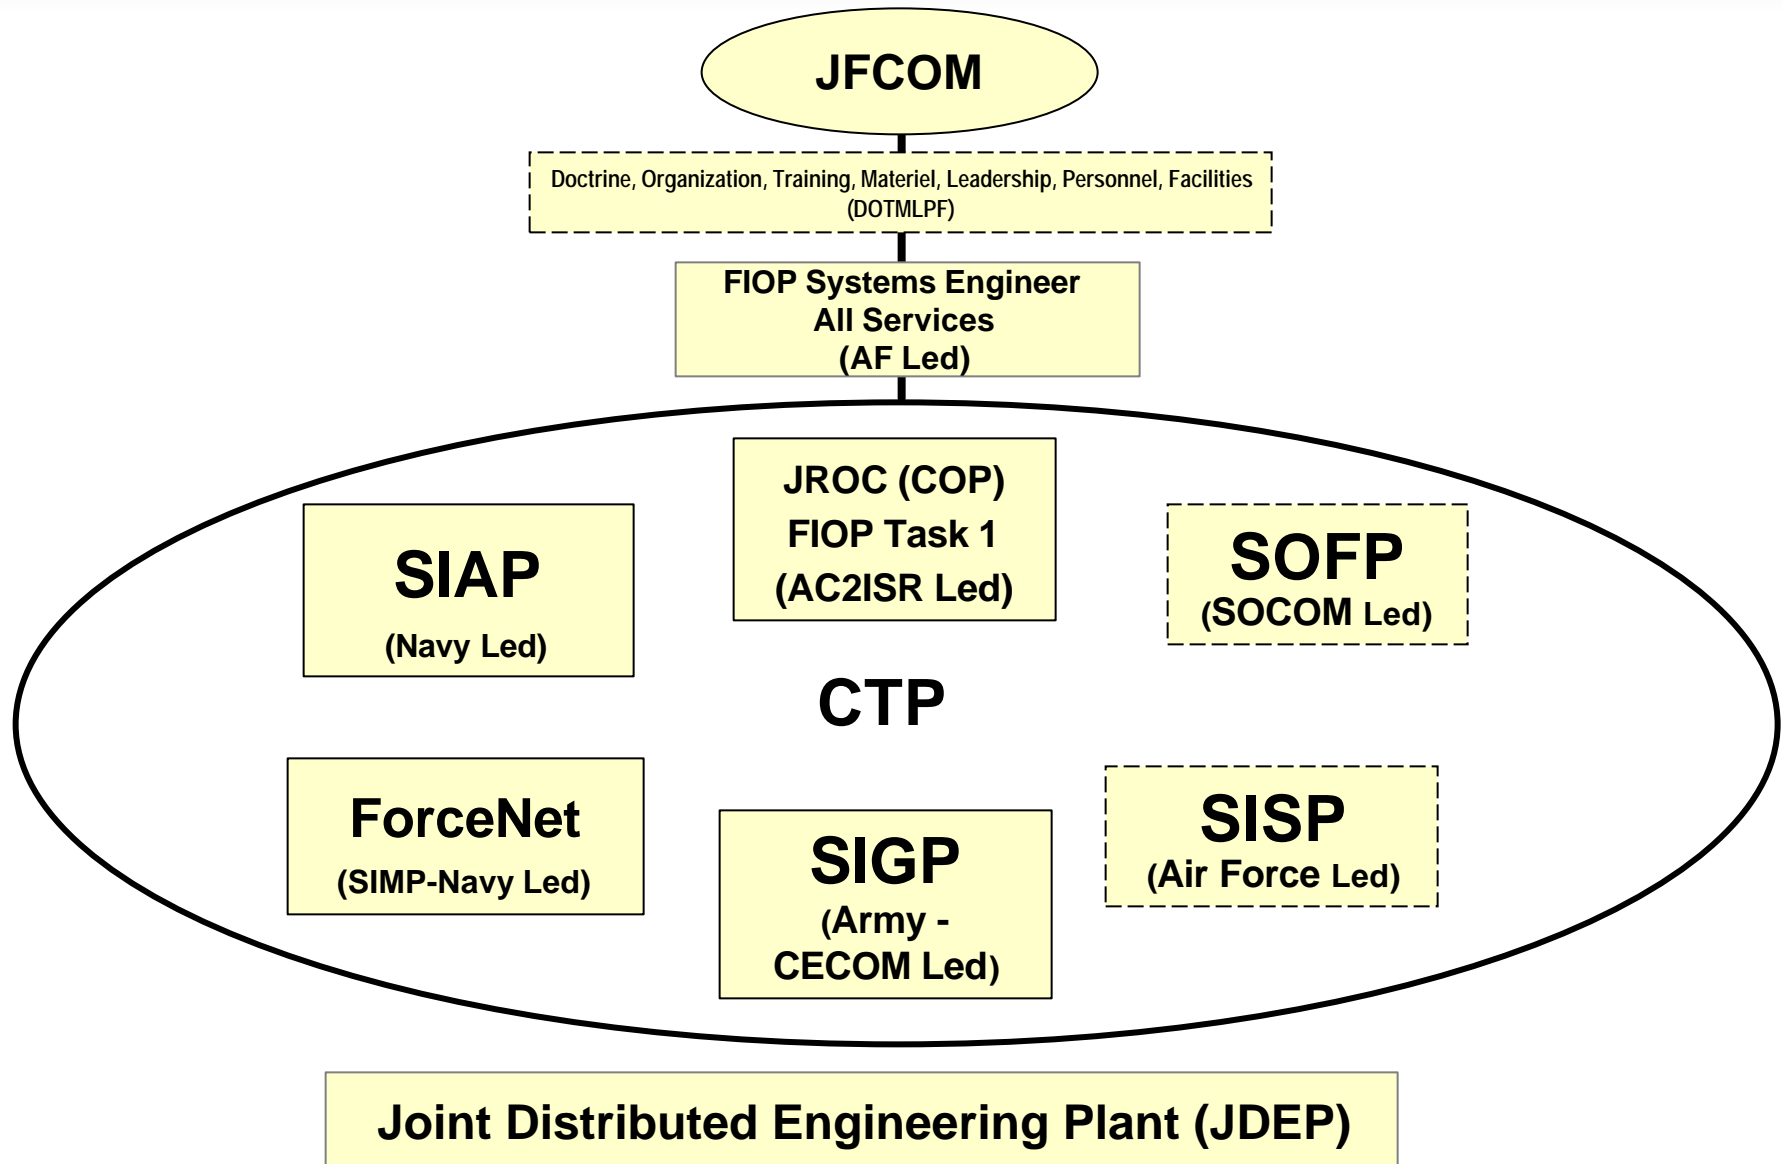 JFCOM
Doctrine, Organization, Training, Materiel, Leadership, Personnel, Facilities
(DOTMLPF)
FIOP Systems Engineer
All Services
(AF Led)
JROC (COP)
FIOP Task 1
(AC2ISR Led)
SIAP
(Navy Led)
SOFP
(SOCOM Led)
CTP
ForceNet
(SIMP-Navy Led)
SIGP
(Army -
CECOM Led)
SISP
(Air Force Led)
Joint Distributed Engineering Plant (JDEP)